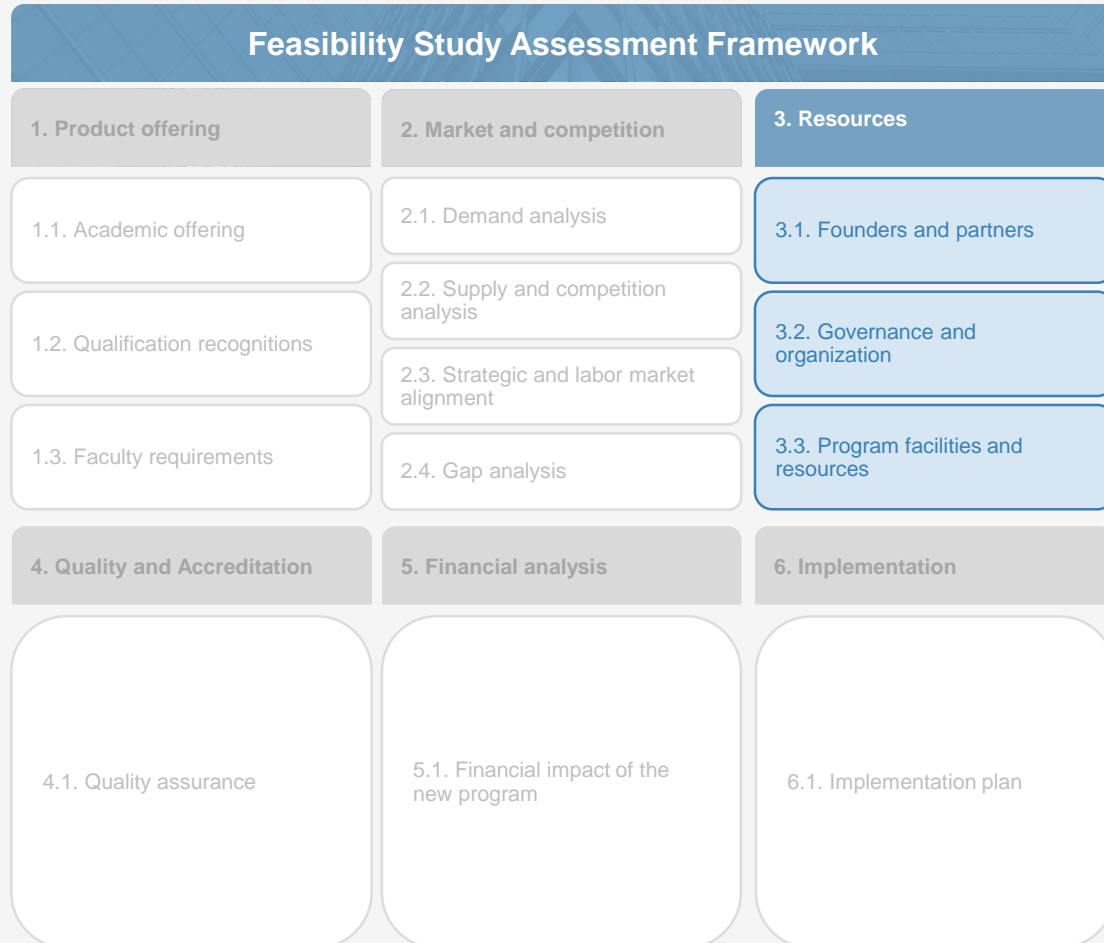 Feasibility Study Assessment Framework
1. Product offering
2. Market and competition
3. Resources
1.1. Academic offering
1.2. Qualification recognitions
1.3. Faculty requirements
2.1. Demand analysis
2.2. Supply and competition
analysis
2.3. Strategic and labor market
alignment
2.4. Gap analysis
3.1. Founders and partners
3.2. Governance and
organization
3.3. Program facilities and
resources
4. Quality and Accreditation
5. Financial analysis
6. Implementation
4.1. Quality assurance
5.1. Financial impact of the
new program
6.1. Implementation plan